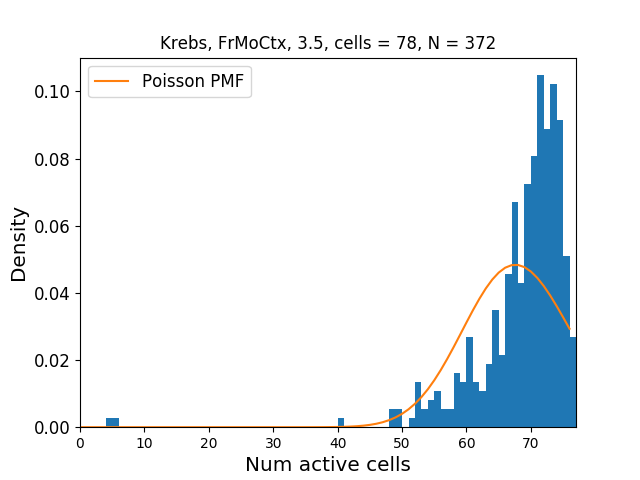 Krebs, FrMoCtx, 3.5, cells = 78, N = 372
Poisson PMF
Density
0.10
0.08
0.06
0.04
0.02
0.00
0 10 20 30 40 50 60 70
Num active cells